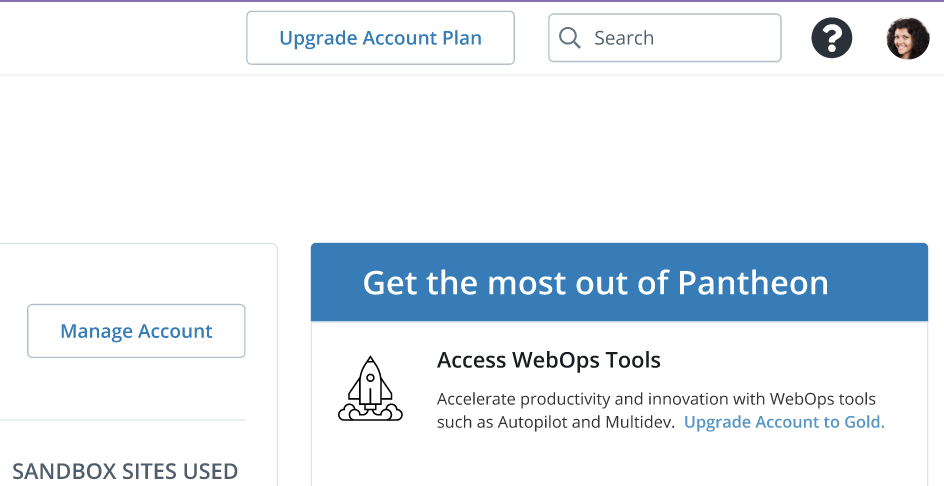 Upgrade Account Plan
Search
?
Manage Account
SANDBOX SITES USED
Get the most out of Pantheon
Access WebOps Tools
Accelerate productivity and innovation with WebOps tools
such as Autopilot and Multidev. Upgrade Account to Gold.